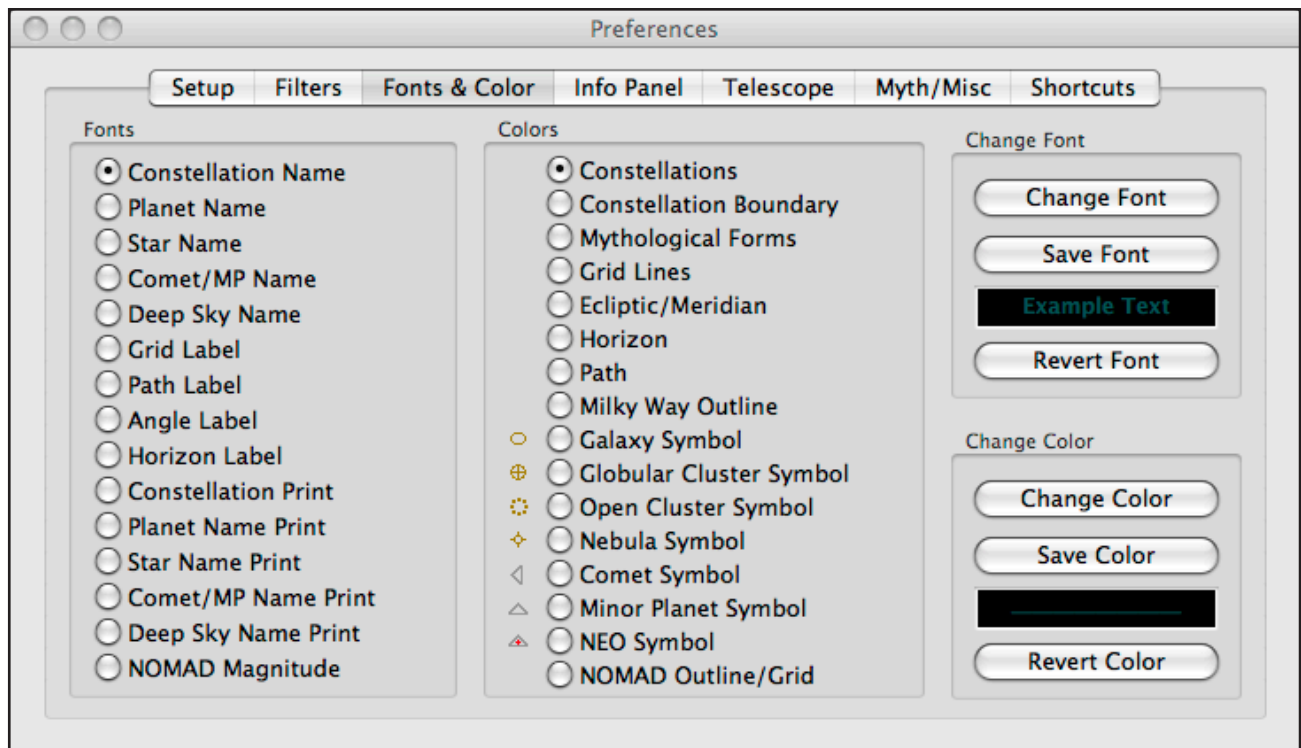 Preferences
Setup Filters Fonts & Color Info Panel Telescope Myth/Misc Shortcuts
Fonts
Constellation Name
Planet Name
Star Name
Comet/MP Name
Deep Sky Name
Grid Label
Path Label
Angle Label
Horizon Label
Constellation Print
Planet Name Print
Star Name Print
Comet/MP Name Print
Deep Sky Name Print
NOMAD Magnitude
Colors
Constellations
Constellation Boundary
Mythological Forms
Grid Lines
Ecliptic/Meridian
Horizon
Path
Milky Way Outline
Galaxy Symbol
Globular Cluster Symbol
Open Cluster Symbol
Nebula Symbol
Comet Symbol
Minor Planet Symbol
NEO Symbol
NOMAD Outline/Grid
Change Font
Change Font
Save Font
Example Text
Revert Font
Change Color
Change Color
Save Color
Revert Color